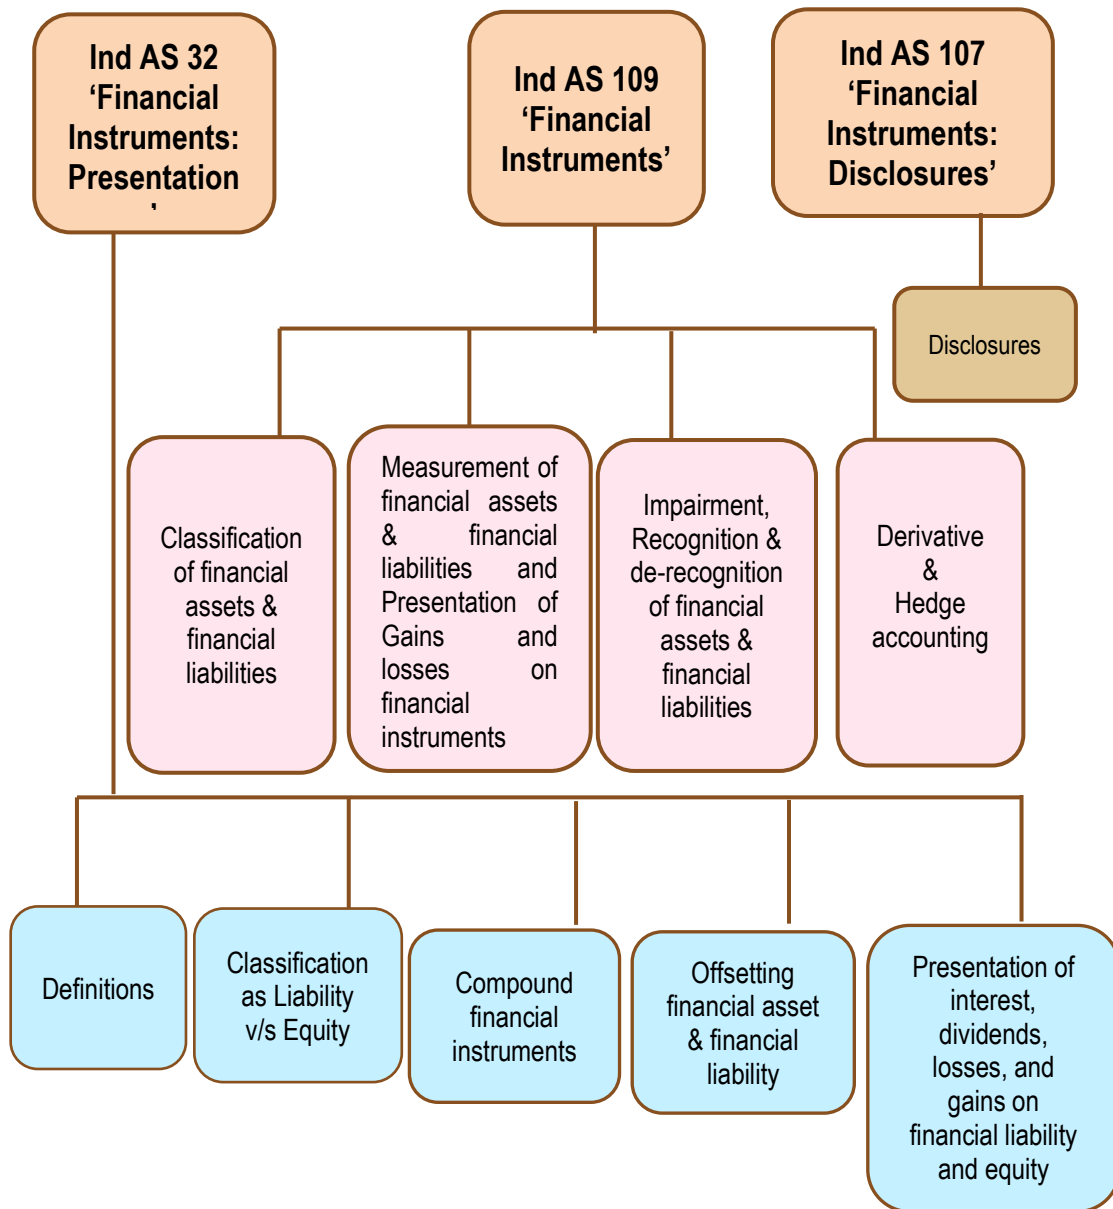 Ind AS 32
‘Financial
Instruments:
Presentation
’
Ind AS 109
‘Financial
Instruments’
Ind AS 107
‘Financial
Instruments:
Disclosures’
Disclosures
Classification
of financial
assets &
financial
liabilities
Measurement of
financial assets
& financial
liabilities and
Presentation of
Gains and
losses on
financial
instruments
Impairment,
Recognition &
de-recognition
of financial
assets &
financial
liabilities
Derivative
&
Hedge
accounting
Definitions
Classification
as Liability
v/s Equity
Compound
financial
instruments
Offsetting
financial asset
& financial
liability
Presentation of
interest,
dividends,
losses, and
gains on
financial liability
and equity